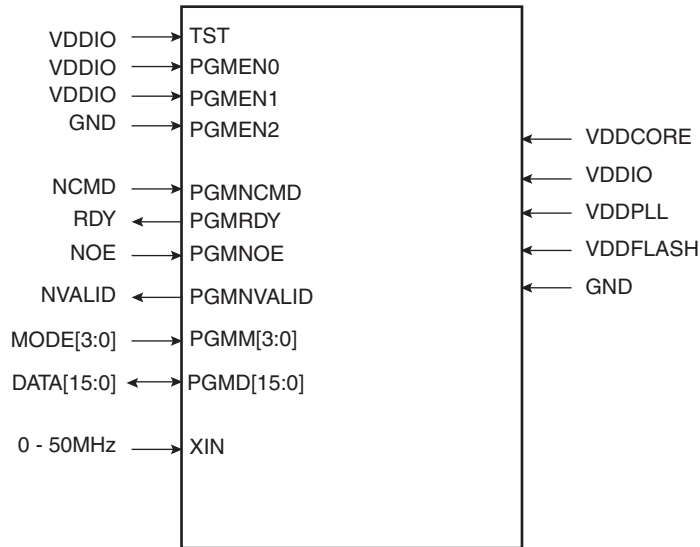 VDDIO TST
VDDIO PGMEN0
VDDIO PGMEN1
GND PGMEN2
VDDCORE
VDDIO
NCMD PGMNCMD
RDY PGMRDY
VDDPLL
NOE PGMNOE
VDDFLASH
NVALID PGMNVALID
GND
MODE[3:0] PGMM[3:0]
DATA[15:0] PGMD[15:0]
0 - 50MHz XIN